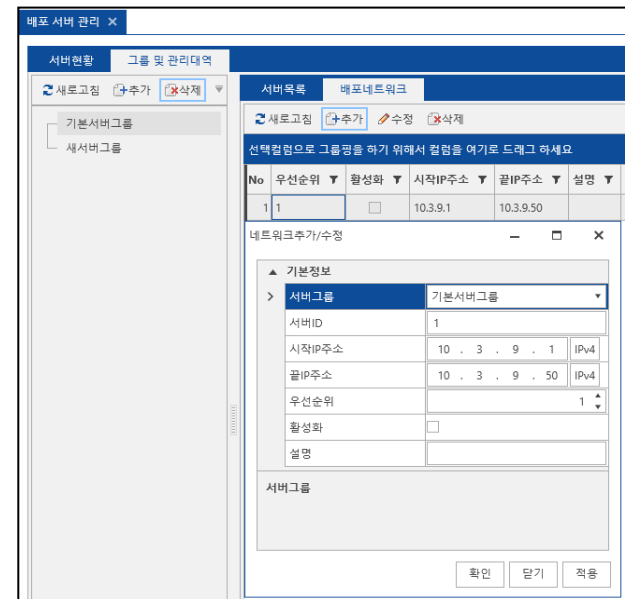 배포 서버 관리 ×
서버현황 그룹 및 관리대역
새로고침 추가 삭제
기본서버그룹
새서버그룹
서버목록 배포네트워크
새로고침 추가 수정 삭제
선택컬럼으로 그룹핑을 하기 위해서 컬럼을 여기로 드래그 하세요
No 우선순위 활성화 시작IP주소 끝IP주소 설명
1 1 10.3.9.1 10.3.9.50
네트워크추가/수정
기본정보
서버그룹 기본서버그룹
서버ID 1
시작IP주소 10 . 3 . 9 . 1 IPv4
끝IP주소 10 . 3 . 9 . 50 IPv4
우선순위 1
활성화
설명
서버그룹
확인 닫기 적용